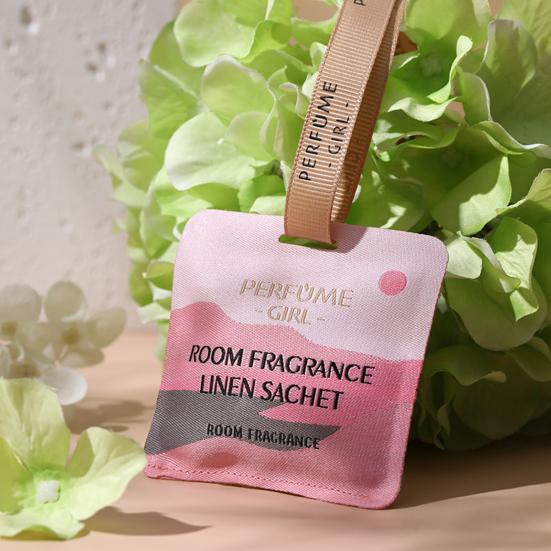 PERFUME
- GIRL -
PERFUME
- GIRL -
ROOM FRAGRANCE
LINEN SACHET
ROOM FRAGRANCE